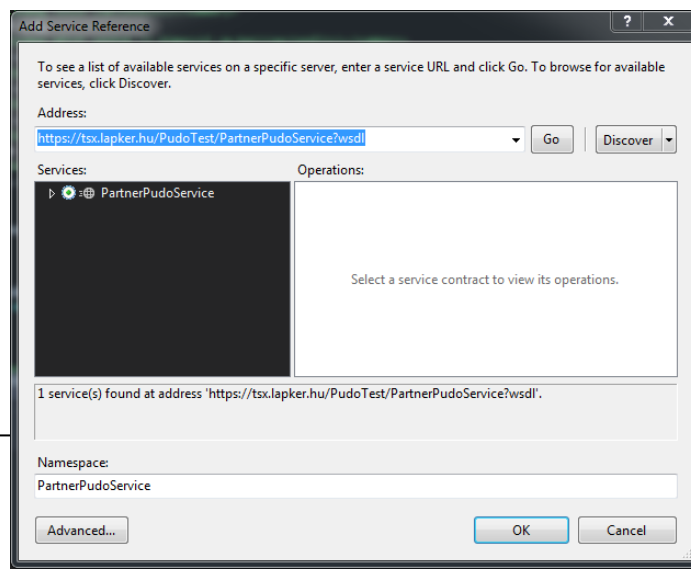 Add Service Reference
To see a list of available services on a specific server, enter a service URL and click Go. To browse for available
services, click Discover.
Address:
https://tsx.lapker.hu/PudoTest/PartnerPudoService?wsdl
Go
Discover
Services:
Operations:
PartnerPudoService
Select a service contract to view its operations.
1 service(s) found at address 'https://tsx.lapker.hu/PudoTest/PartnerPudoService?wsdl'.
Namespace:
PartnerPudoService
Advanced...
OK
Cancel